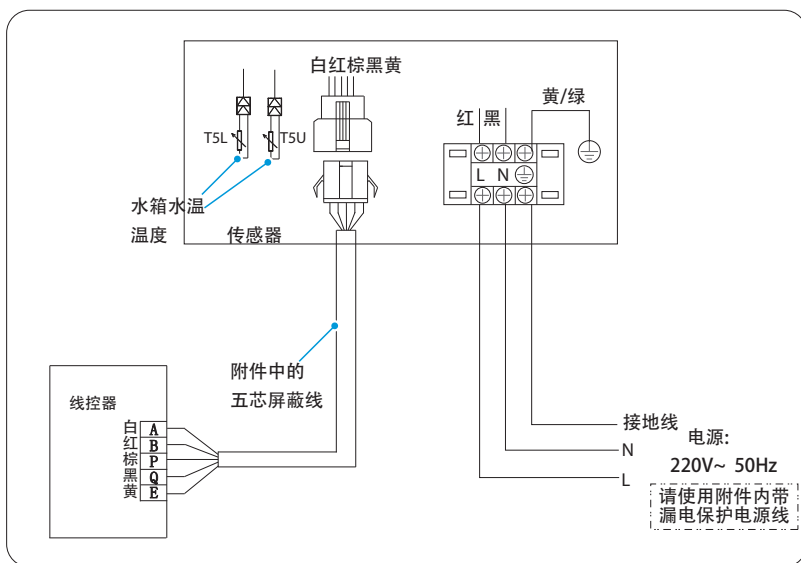 白红棕黑黄
黄/绿
红 黑
T5L
T5U
L N
水箱水温
温度
传感器
附件中的
五芯屏蔽线
线控器
白 A
红 B
棕 P
黑 Q
黄 E
接地线
N
L
电源:
220V~ 50Hz
请使用附件内带
漏电保护电源线